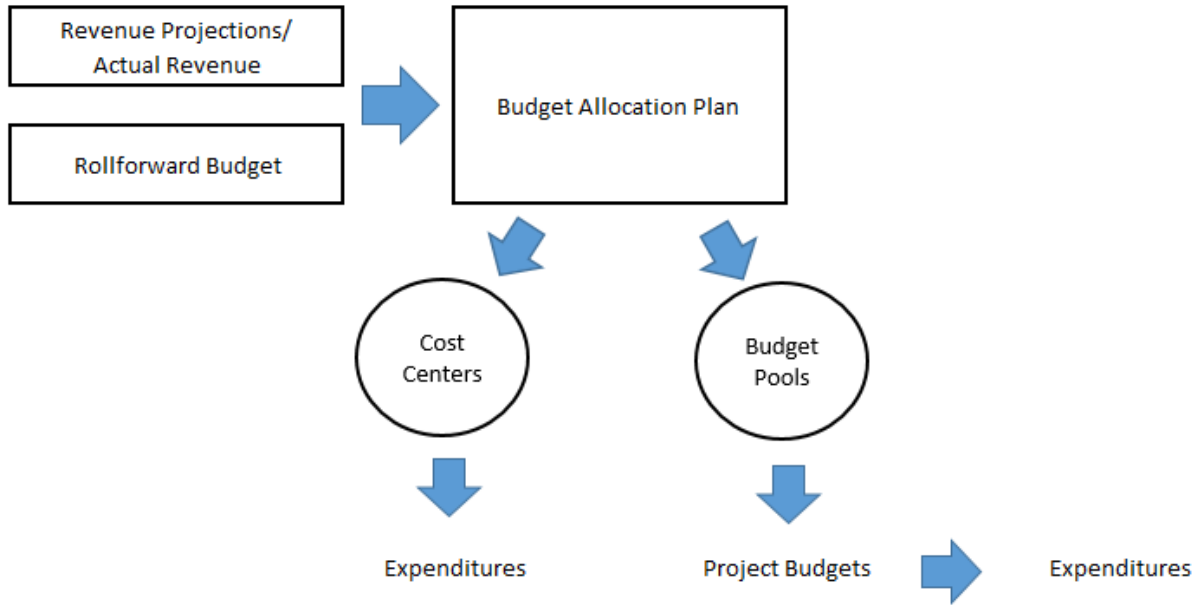 Revenue Projections/
Actual Revenue
Rollforward Budget
Budget Allocation Plan
Cost
Centers
Budget
Pools
Expenditures
Project Budgets
Expenditures